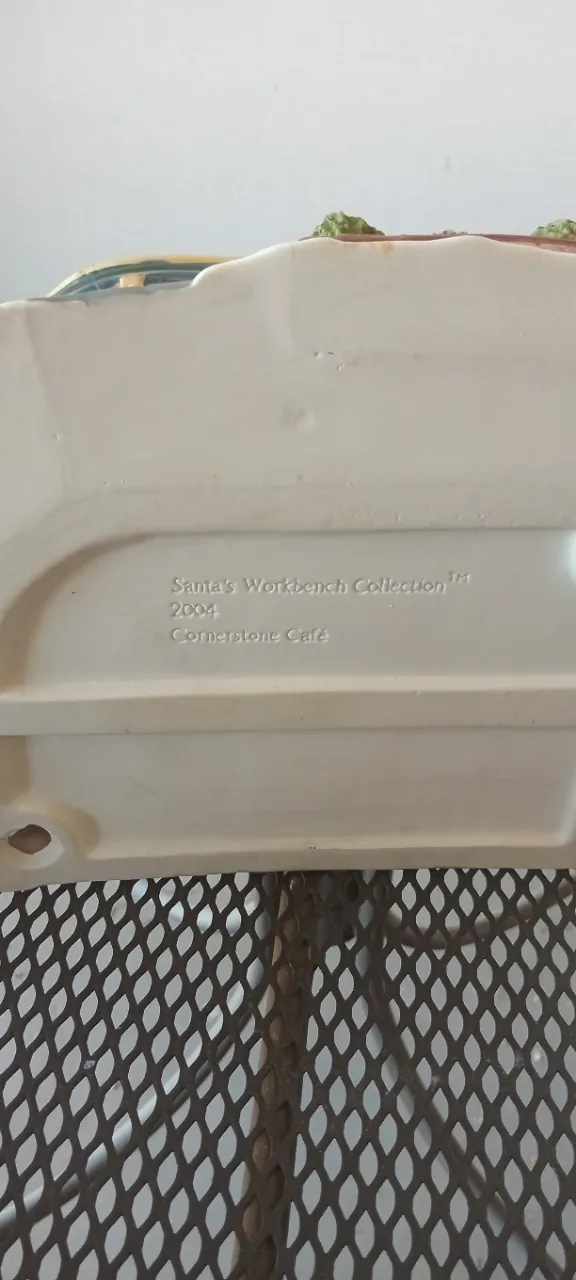 Santa's Workbench Collection™
2004
Cornerstone Café